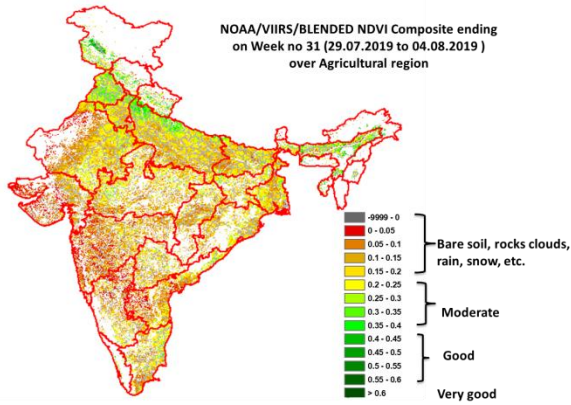 NOAA/VIIRS/BLENDED NDVI Composite ending
on Week no 31 (29.07.2019 to 04.08.2019 )
over Agricultural region
-9999 - 0
0 - 0.05
0.05 - 0.1
0.1 - 0.15
0.15 - 0.2
0.2 - 0.25
0.25 - 0.3
0.3 - 0.35
0.35 - 0.4
0.4 - 0.45
0.45 - 0.5
0.5 - 0.55
0.55 - 0.6
> 0.6
Bare soil, rocks clouds,
rain, snow, etc.
Moderate
Good
Very good